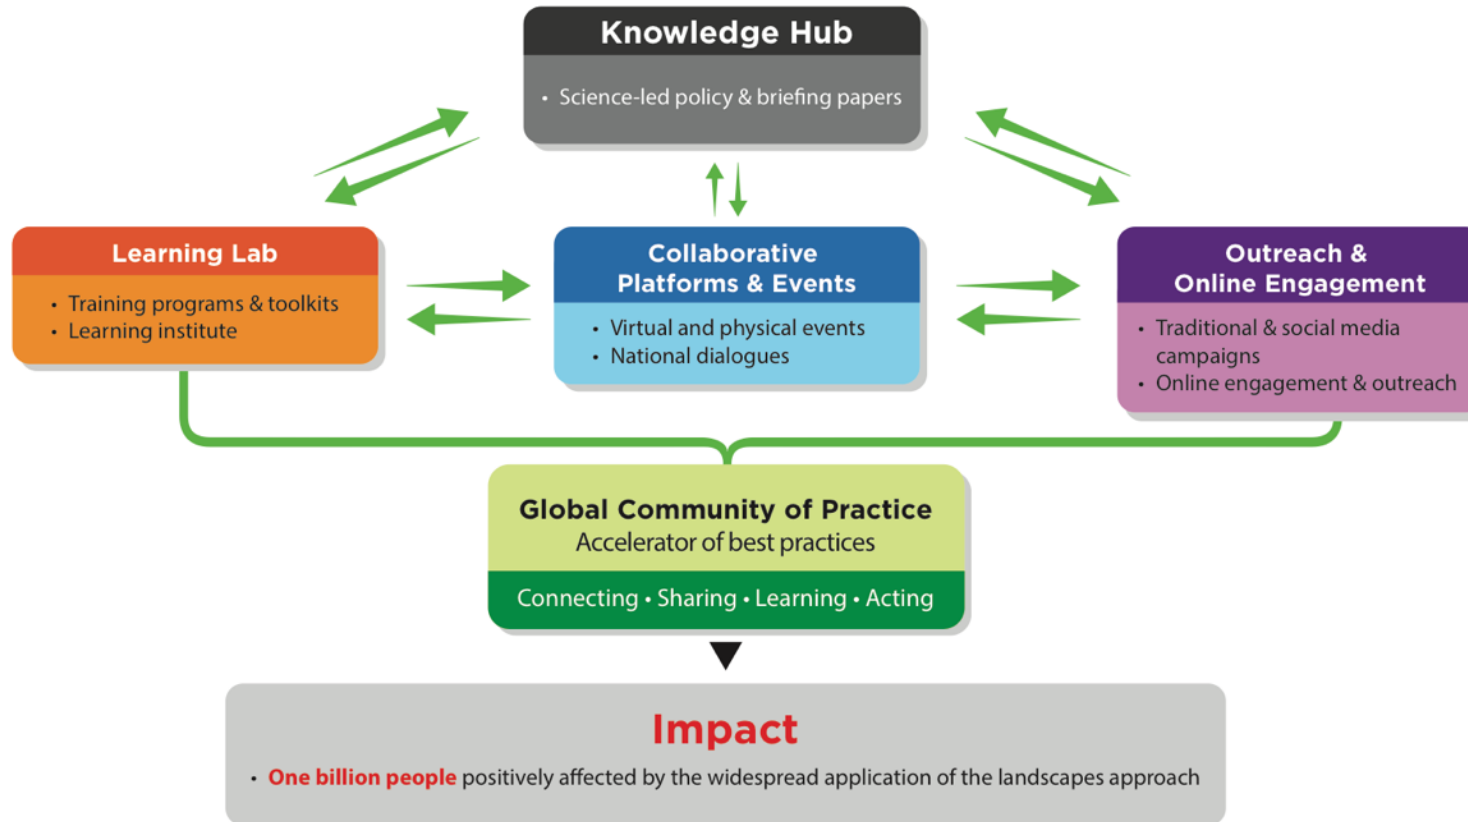 Knowledge Hub
• Science-led policy & briefing papers
Learning Lab
• Training programs & toolkits
• Learning institute
Collaborative
Platforms & Events
• Virtual and physical events
• National dialogues
Outreach &
Online Engagement
• Traditional & social media
campaigns
• Online engagement & outreach
Global Community of Practice
Accelerator of best practices
Connecting • Sharing • Learning • Acting
Impact
• One billion people positively affected by the widespread application of the landscapes approach